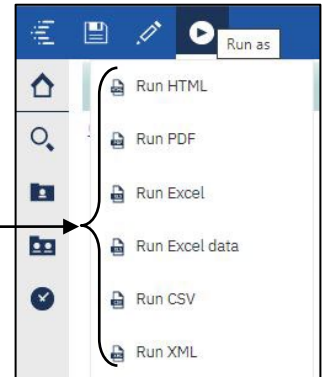 Run as
Run HTML
Run PDF
Run Excel
Run Excel data
Run CSV
Run XML